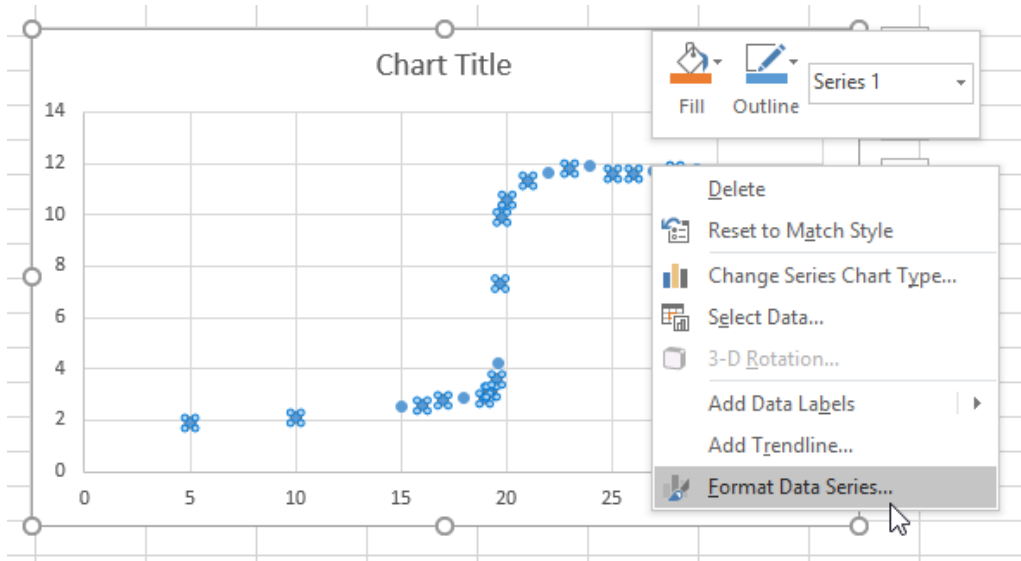 Chart Title
Series 1
Fill Outline
14
12
10
8
6
4
2
0
0 5 10 15 20 25
Delete
Reset to Match Style
Change Series Chart Type...
Select Data...
3-D Rotation...
Add Data Labels
Add Trendline...
Format Data Series...